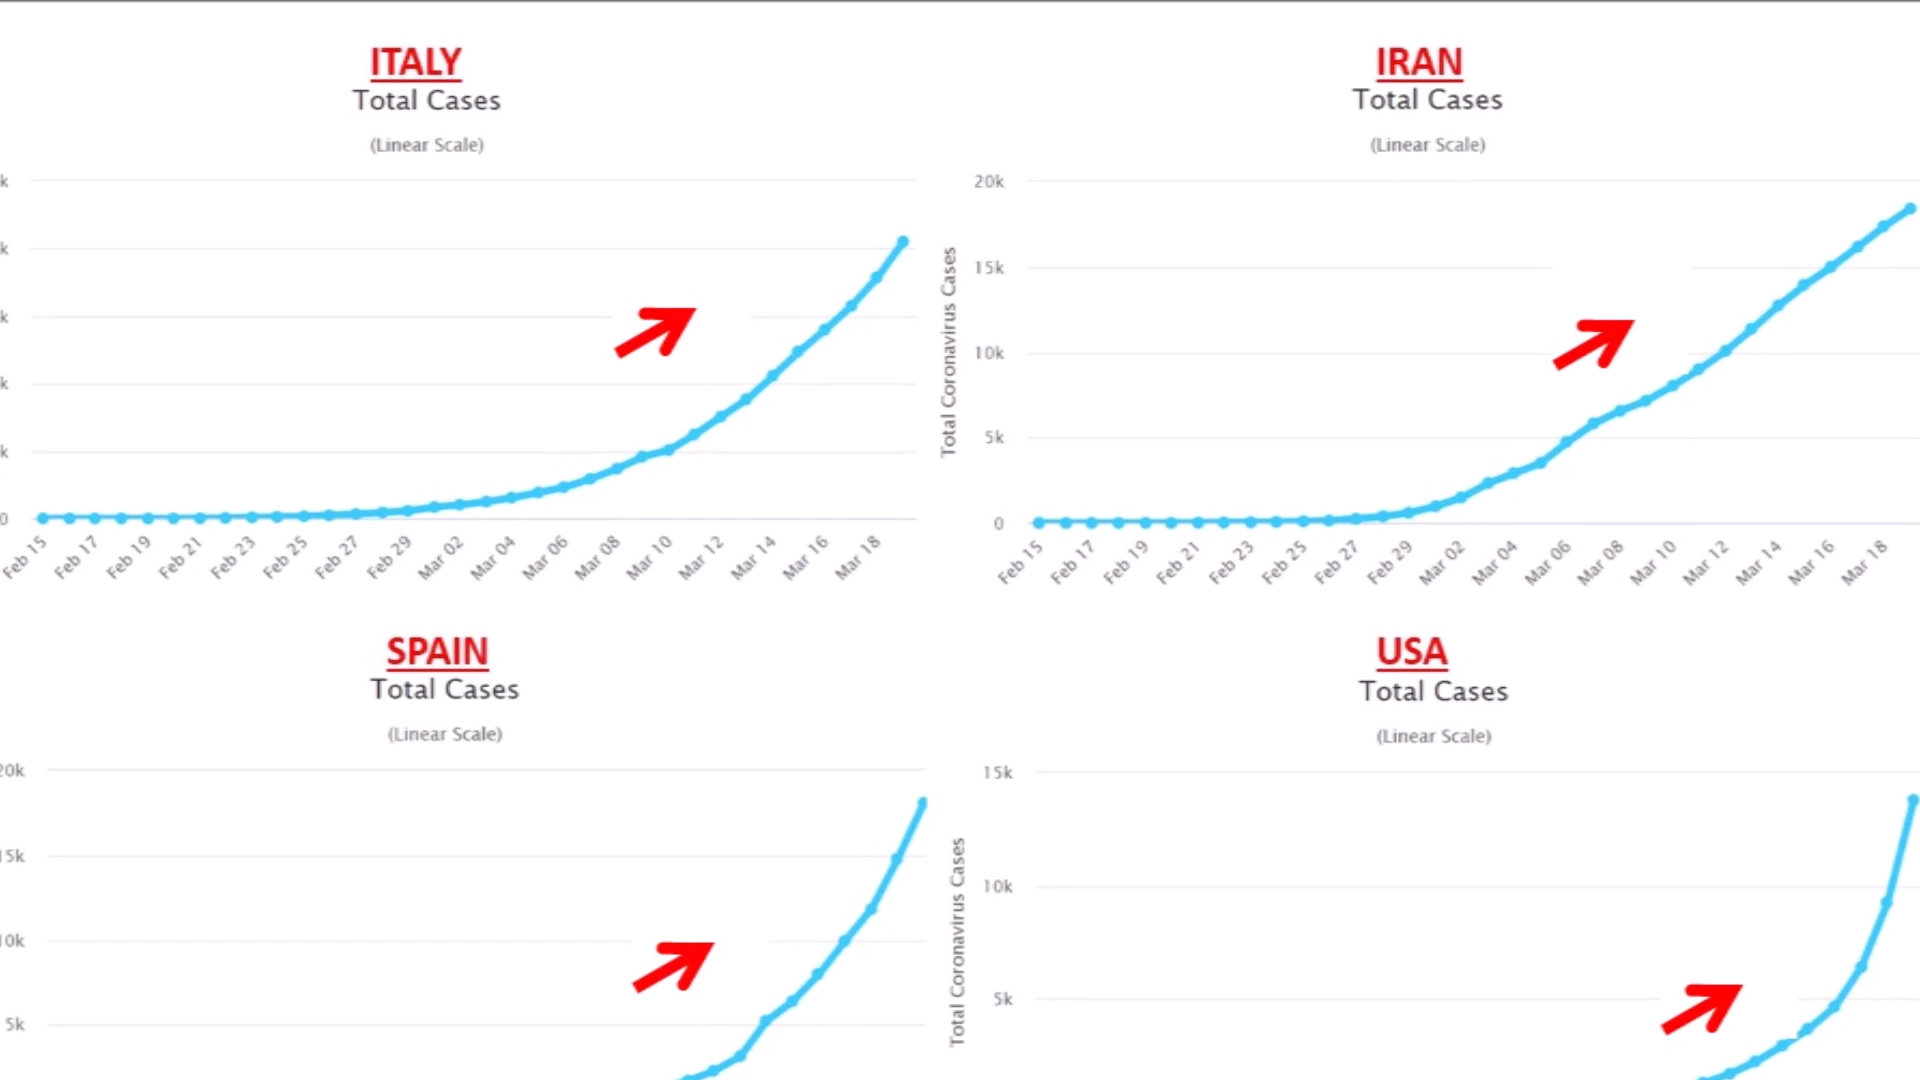 ITALY
Total Cases
(Linear Scale)
k
k
k
k
k
0
Feb 15
Feb 17
Feb 19
Feb 21
Feb 23
Feb 25
Feb 27
Feb 29
Mar 02
Mar 04
Mar 06
Mar 08
Mar 10
Mar 12
Mar 14
Mar 16
Mar 18
IRAN
Total Cases
(Linear Scale)
Total Coronavirus Cases
20k
15k
10k
5k
0
Feb 15
Feb 17
Feb 19
Feb 21
Feb 23
Feb 25
Feb 27
Feb 29
Mar 02
Mar 04
Mar 06
Mar 08
Mar 10
Mar 12
Mar 14
Mar 16
Mar 18
SPAIN
Total Cases
(Linear Scale)
20k
15k
10k
5k
USA
Total Cases
(Linear Scale)
Total Coronavirus Cases
15k
10k
5k